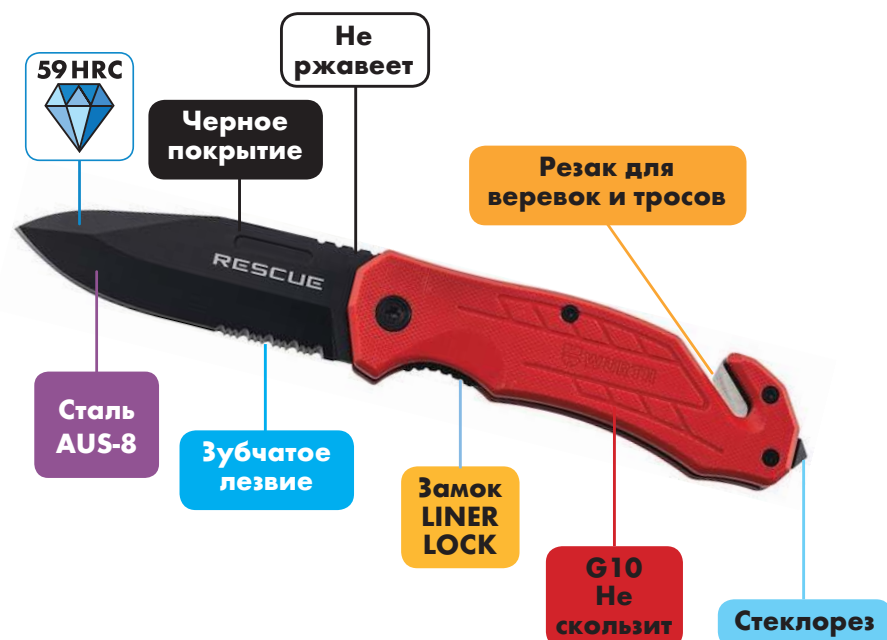 Не
ржавеет
59 HRC
Черное
покрытие
Резак для
веревок и тросов
RESCUE
WÜRTH
Сталь
AUS-8
Зубчатое
лезвие
Замок
LINER
LOCK
G10
Не
скользит
Стеклорез